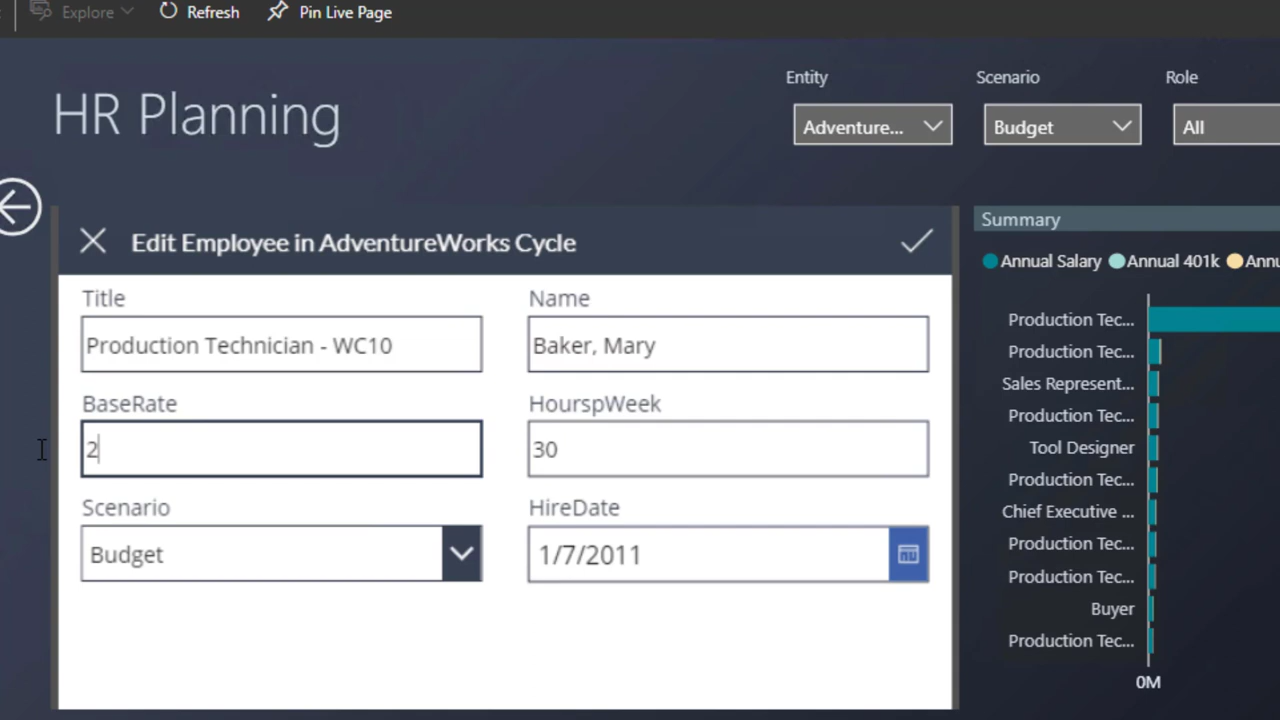 Explore
Refresh
Pin Live Page
HR Planning
Entity
Scenario
Role
Adventure...
Budget
All
Edit Employee in AdventureWorks Cycle
Title
Name
Production Technician - WC10
Baker, Mary
BaseRate
HourspWeek
2
30
Scenario
HireDate
Budget
1/7/2011
Summary
Annual Salary
Annual 401k
Annu
Production Tec...
Production Tec...
Sales Represent...
Production Tec...
Tool Designer
Production Tec...
Chief Executive ...
Production Tec...
Production Tec...
Buyer
Production Tec...
0M